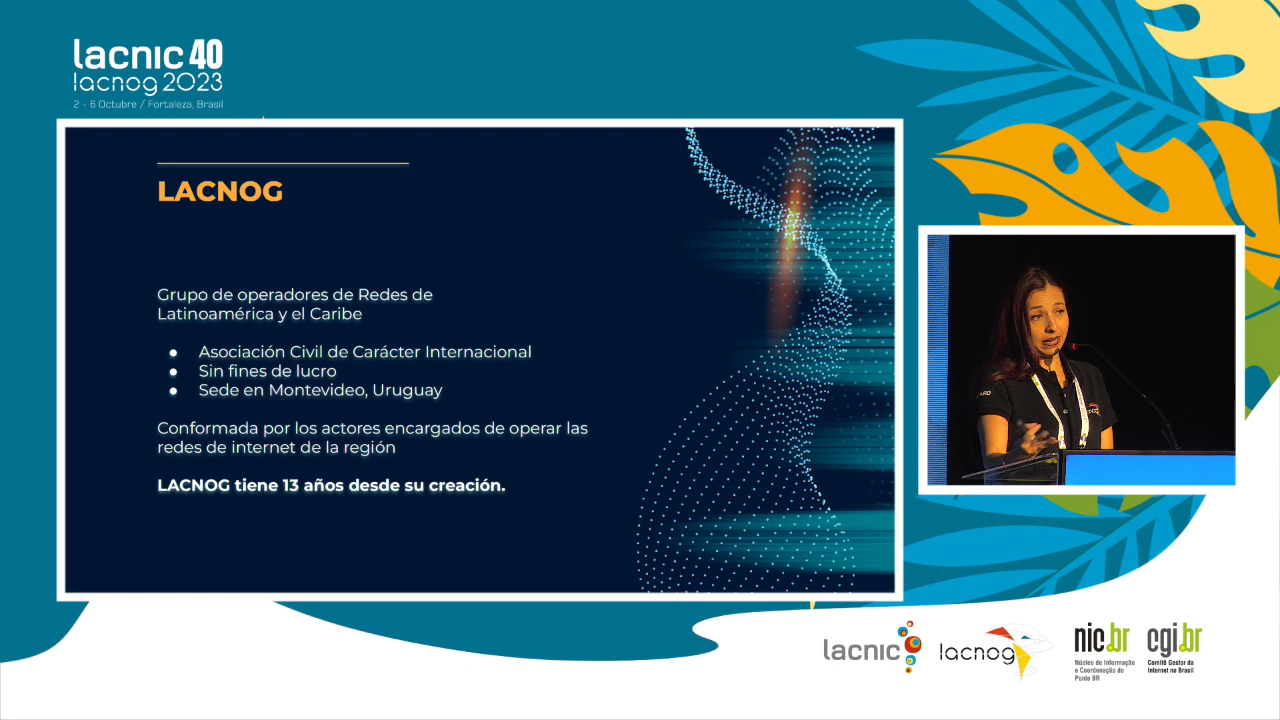 lacnic 40
lacnog 2023
2 - 6 Octubre / Fortaleza, Brasil
LACNOG
Grupo de operadores de Redes de
Latinoamérica y el Caribe
● Asociación Civil de Carácter Internacional
● Sin fines de lucro
● Sede en Montevideo, Uruguay
Conformada por los actores encargados de operar las
redes de internet de la región
LACNOG tiene 13 años desde su creación.
lacnic
lacnog
nic.br
Núcleo de Informação
e Coordenação do
Ponto BR
cgi.br
Comitê Gestor da
Internet no Brasil